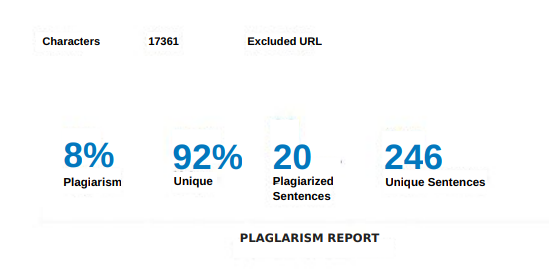 Characters 17361 Excluded URL
8% 92% 20 246
Plagiarism Unique Plagiarized Unique Sentences
Sentences
PLAGLARISM REPORT